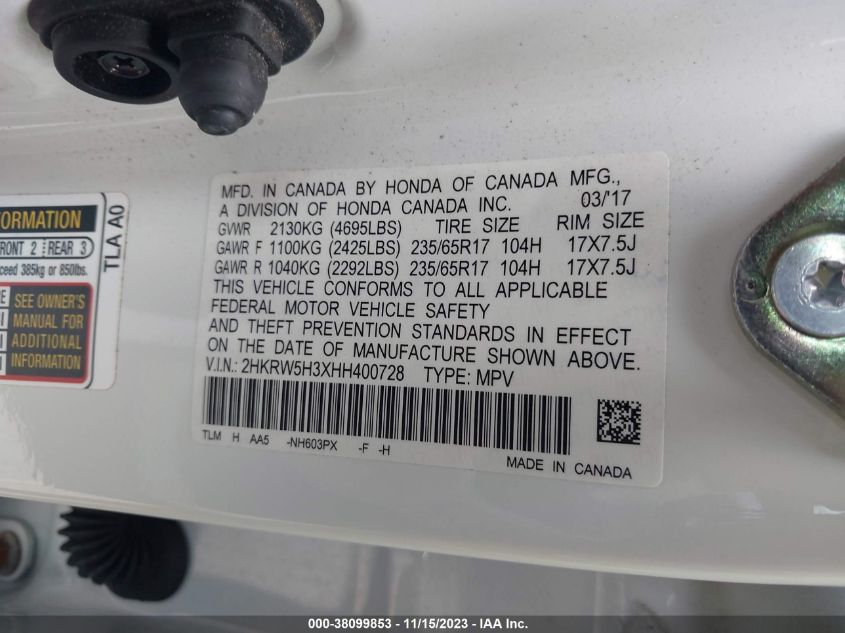 MFD. IN CANADA BY HONDA OF CANADA MFG.,
A DIVISION OF HONDA CANADA INC. 03/'17
GVWR 2130KG (4695LBS) TIRE SIZE RIM SIZE
GAWR F 1100KG (2425LBS) 235/65R17 104H 17X7.5J
GAWR R 1040KG (2292LBS) 235/65R17 104H 17X7.5J
THIS VEHICLE CONFORMS TO ALL APPLICABLE
FEDERAL MOTOR VEHICLE SAFETY
AND THEFT PREVENTION STANDARDS IN EFFECT
ON THE DATE OF MANUFACTURE SHOWN ABOVE.
V.I.N.: 2HKRW5H3XHH400728 TYPE: MPV
TLM H AA5 -NH603PX -F -H
MADE IN CANADA
FRONT 2 REAR 3
385kg or 850lbs.
SEE OWNER'S
MANUAL FOR
ADDITIONAL
INFORMATION
TLA A0
000-38099853 - 11/15/2023 - IAA Inc.